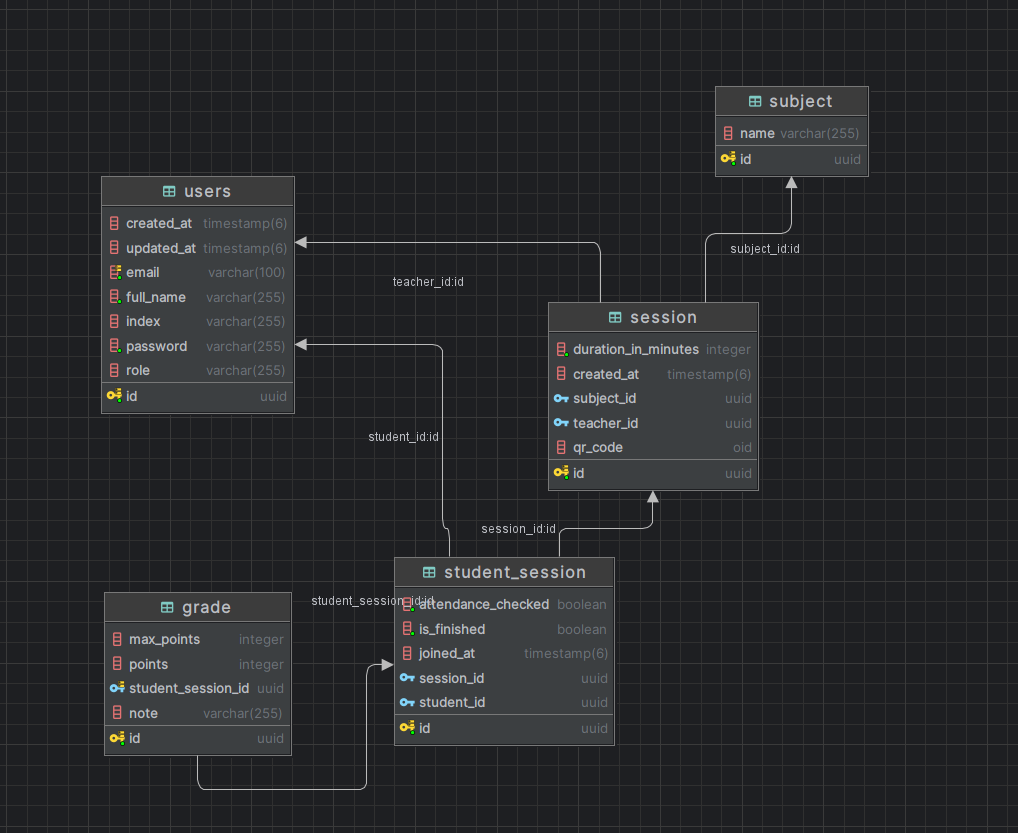 subject
name varchar(255)
id uuid
users
created_at timestamp(6)
updated_at timestamp(6)
email varchar(100)
full_name varchar(255)
index varchar(255)
password varchar(255)
role varchar(255)
id uuid
subject_id:id
teacher_id:id
session
duration_in_minutes integer
created_at timestamp(6)
subject_id uuid
teacher_id uuid
qr_code oid
id uuid
student_id:id
session_id:id
student_session
attendance_checked boolean
is_finished boolean
joined_at timestamp(6)
session_id uuid
student_id uuid
id uuid
student_session_id:id
grade
max_points integer
points integer
student_session_id uuid
note varchar(255)
id uuid